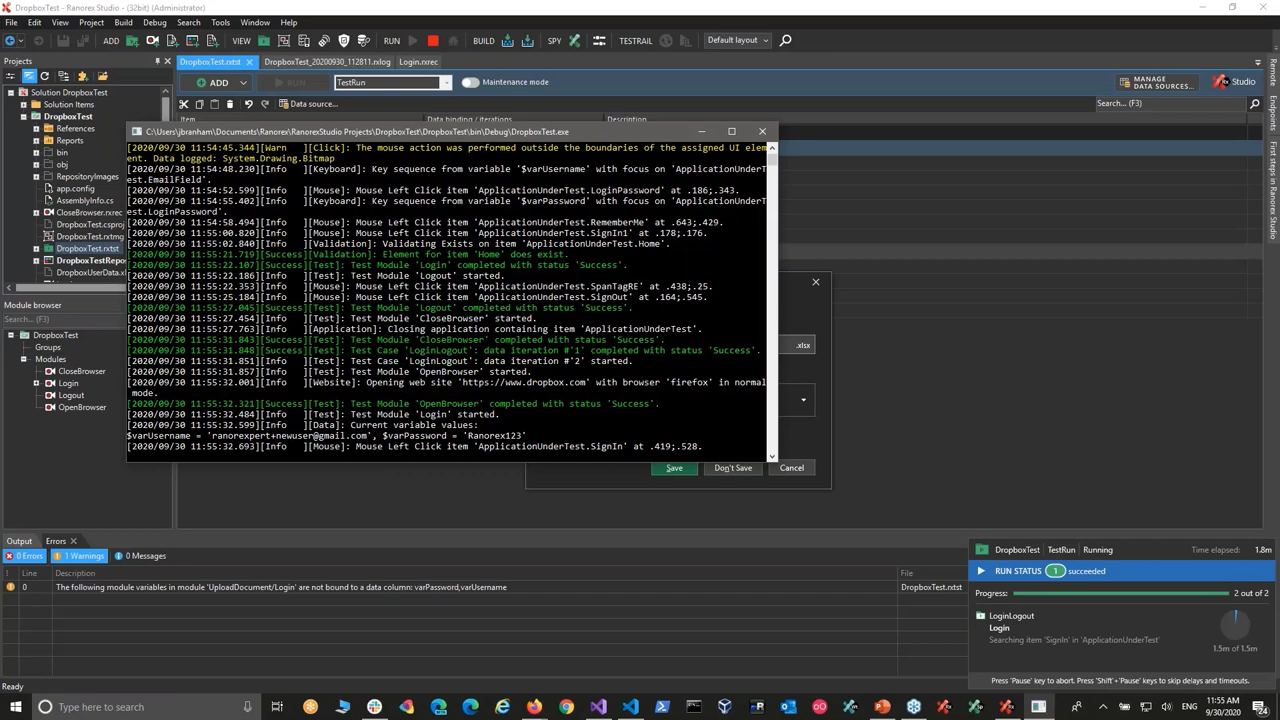 DropboxTest - Ranorex Studio - (32bit) (Administrator)
File Edit View Project Build Debug Search Tools Window Help
ADD VIEW RUN BUILD SPY TESTRAIL Default layout
Projects
DropboxTest.rxtst DropboxTest_20200930_112811.rxlog Login.rxrec
ADD RUN TestRun Maintenance mode MANAGE DATA SOURCES... Studio
Data source... Search... (F3)
Item Data binding / iterations Description
Solution DropboxTest
Solution Items
DropboxTest
References
Reports
bin
obj
RepositoryImages
app.config
AssemblyInfo.cs
CloseBrowser.rxrec
DropboxTest.csproj
DropboxTest.rxtmg
DropboxTest.rxtst
DropboxTestRepos
DropboxUserData.xl
Module browser
Search... (F3)
DropboxTest
Groups
Modules
CloseBrowser
Login
Logout
OpenBrowser
C:\Users\jbranham\Documents\Ranorex\RanorexStudio Projects\DropboxTest\DropboxTest\bin\Debug\DropboxTest.exe
[2020/09/30 11:54:45.344][Warn ][Click]: The mouse action was performed outside the boundaries of the assigned UI elem
ent. Data logged: System.Drawing.Bitmap
[2020/09/30 11:54:48.230][Info ][Keyboard]: Key sequence from variable '$varUsername' with focus on 'ApplicationUnderT
est.EmailField'.
[2020/09/30 11:54:52.599][Info ][Mouse]: Mouse Left Click item 'ApplicationUnderTest.LoginPassword' at .186;.343.
[2020/09/30 11:54:55.402][Info ][Keyboard]: Key sequence from variable '$varPassword' with focus on 'ApplicationUnderT
est.LoginPassword'.
[2020/09/30 11:54:58.494][Info ][Mouse]: Mouse Left Click item 'ApplicationUnderTest.RememberMe' at .643;.429.
[2020/09/30 11:55:00.820][Info ][Mouse]: Mouse Left Click item 'ApplicationUnderTest.SignIn1' at .178;.176.
[2020/09/30 11:55:02.840][Info ][Validation]: Validating Exists on item 'ApplicationUnderTest.Home'.
[2020/09/30 11:55:21.719][Success][Validation]: Element for item 'Home' does exist.
[2020/09/30 11:55:22.107][Success][Test]: Test Module 'Login' completed with status 'Success'.
[2020/09/30 11:55:22.186][Info ][Test]: Test Module 'Logout' started.
[2020/09/30 11:55:22.353][Info ][Mouse]: Mouse Left Click item 'ApplicationUnderTest.SpanTagRE' at .438;.25.
[2020/09/30 11:55:25.184][Info ][Mouse]: Mouse Left Click item 'ApplicationUnderTest.SignOut' at .164;.545.
[2020/09/30 11:55:27.045][Success][Test]: Test Module 'Logout' completed with status 'Success'.
[2020/09/30 11:55:27.454][Info ][Test]: Test Module 'CloseBrowser' started.
[2020/09/30 11:55:27.763][Info ][Application]: Closing application containing item 'ApplicationUnderTest'.
[2020/09/30 11:55:31.843][Success][Test]: Test Module 'CloseBrowser' completed with status 'Success'.
[2020/09/30 11:55:31.848][Success][Test]: Test Case 'LoginLogout': data iteration #'1' completed with status 'Success'.
[2020/09/30 11:55:31.851][Info ][Test]: Test Case 'LoginLogout': data iteration #'2' started.
[2020/09/30 11:55:31.857][Info ][Test]: Test Module 'OpenBrowser' started.
[2020/09/30 11:55:32.001][Info ][Website]: Opening web site 'https://www.dropbox.com' with browser 'firefox' in normal
mode.
[2020/09/30 11:55:32.321][Success][Test]: Test Module 'OpenBrowser' completed with status 'Success'.
[2020/09/30 11:55:32.484][Info ][Test]: Test Module 'Login' started.
[2020/09/30 11:55:32.599][Info ][Data]: Current variable values:
$varUsername = 'ranorexpert+newuser@gmail.com', $varPassword = 'Ranorex123'
[2020/09/30 11:55:32.693][Info ][Mouse]: Mouse Left Click item 'ApplicationUnderTest.SignIn' at .419;.528.
.xlsx
Save Don't Save Cancel
Remote
Endpoints
First steps in Ranorex Studio
Output Errors
0 Errors 1 Warnings 0 Messages
! Line Description File
0 The following module variables in module 'UploadDocument/Login' are not bound to a data column: varPassword,varUsername DropboxTest.rxtst
DropboxTest TestRun Running Time elapsed: 1.8m
RUN STATUS 1 succeeded
Progress: 2 out of 2
LoginLogout
Login
Searching item 'SignIn' in 'ApplicationUnderTest'
1.5m of 1.5m
Press 'Pause' key to abort. Press 'Shift'+'Pause' keys to skip delays and timeouts.
Ready
Type here to search
ENG
11:55 AM
9/30/2020
24